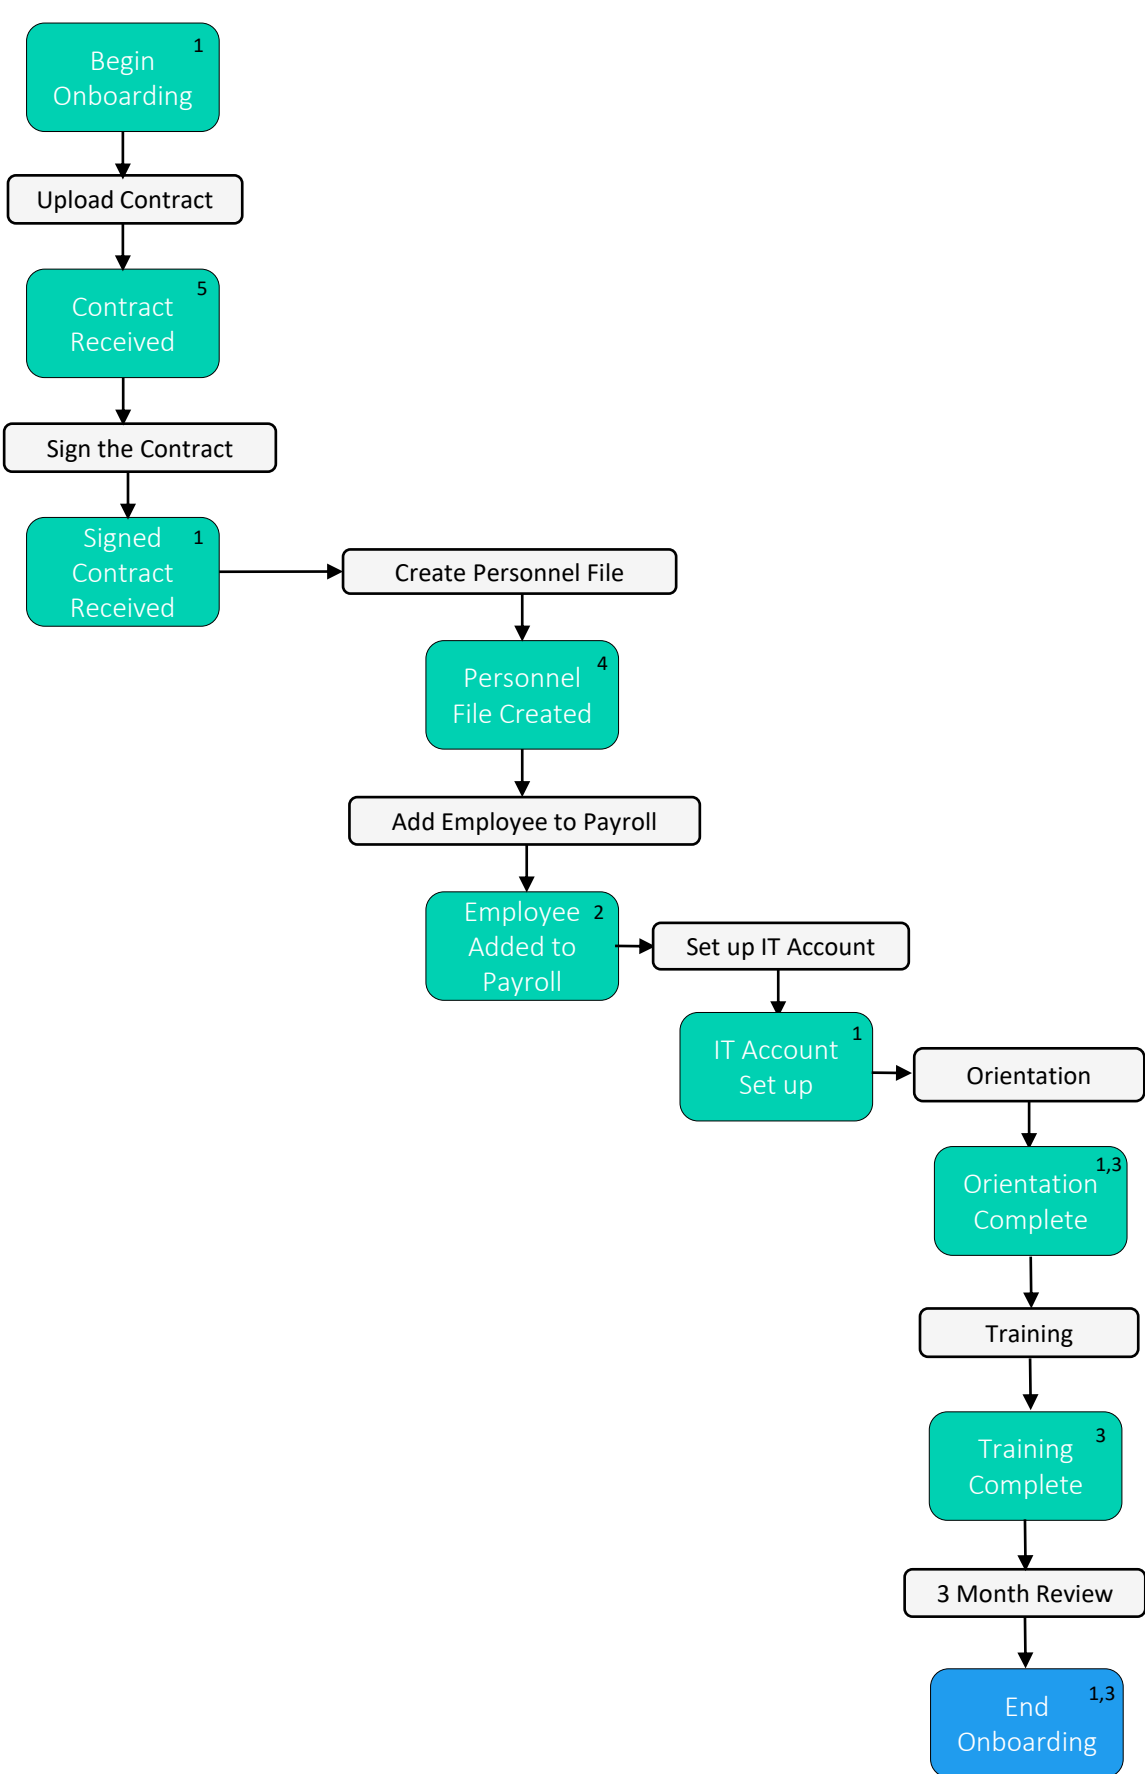 Begin
Onboarding
1
Upload Contract
Contract
Received
5
Sign the Contract
Signed
Contract
Received
1
Create Personnel File
Personnel
File Created
4
Add Employee to Payroll
Employee
Added to
Payroll
2
Set up IT Account
IT Account
Set up
1
Orientation
Orientation
Complete
1,3
Training
Training
Complete
3
3 Month Review
End
Onboarding
1,3